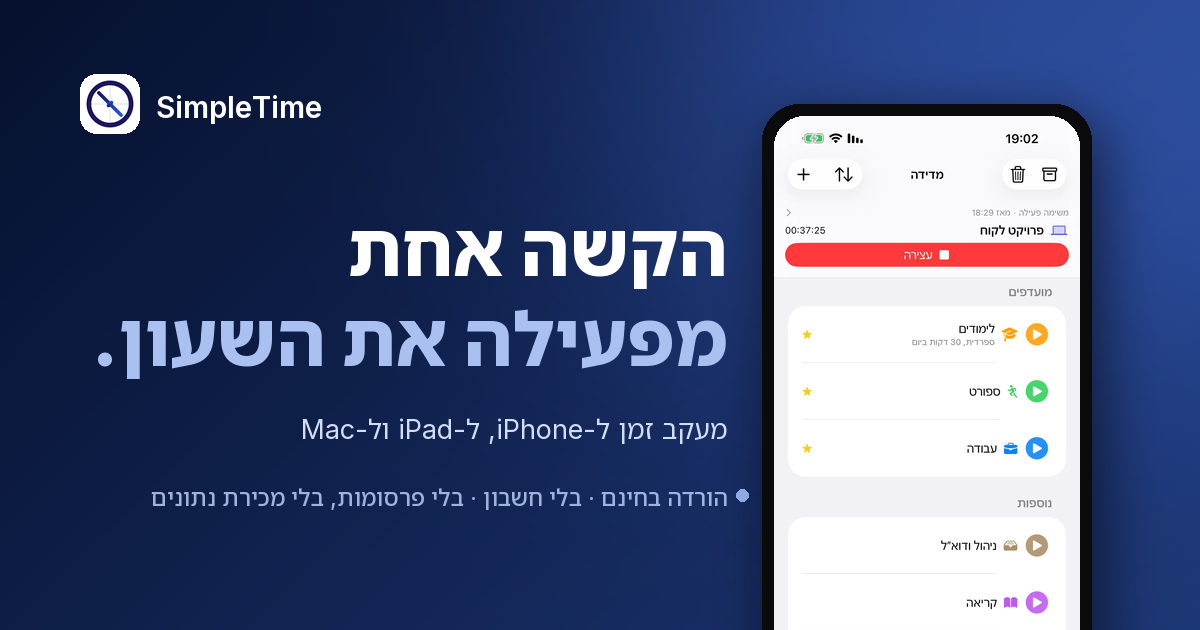 SimpleTime
הקשה אחת
מפעילה את השעון.
מעקב זמן ל-iPhone, ל-iPad ול-Mac
הורדה בחינם · בלי חשבון · בלי פרסומות, בלי מכירת נתונים
19:02
מדידה
משימה פעילה · מאז 18:29
פרויקט לקוח
00:37:25
עצירה
מועדפים
לימודים
ספרדית, 30 דקות ביום
ספורט
עבודה
נוספות
ניהול ודוא"ל
קריאה